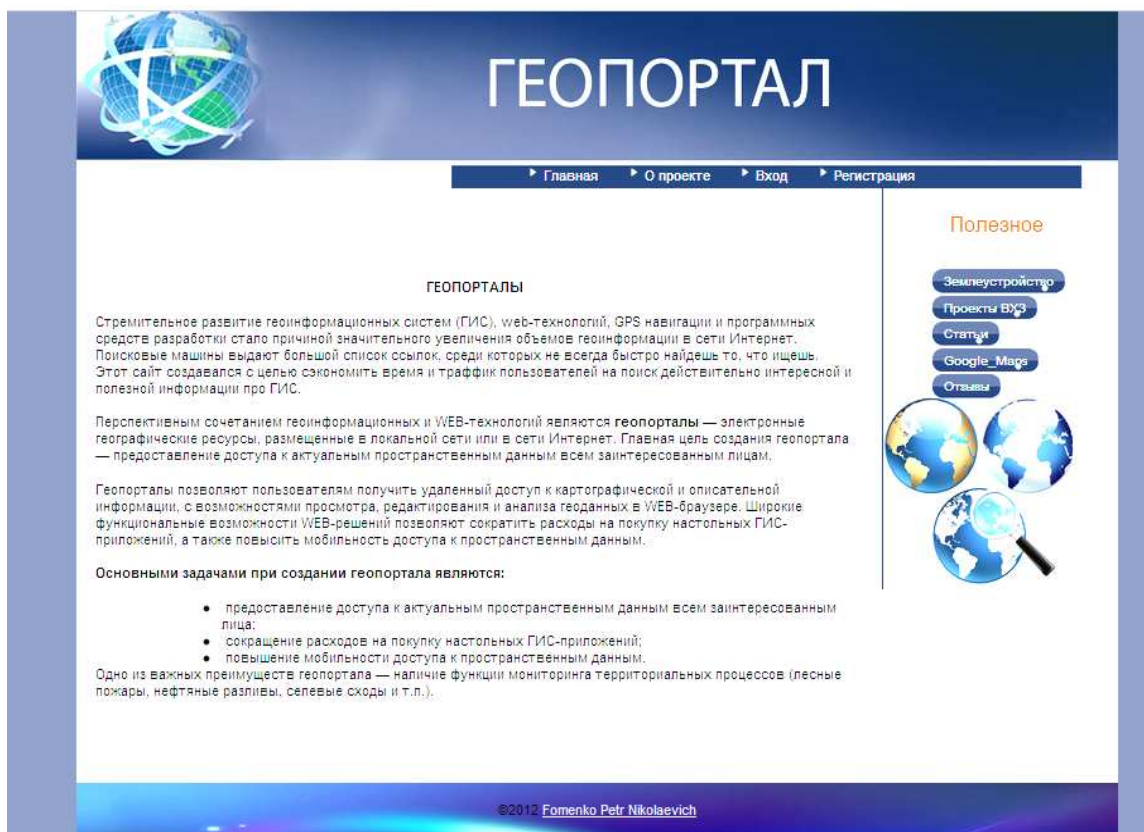 ГЕОПОРТАЛ
Главная О проекте Вход Регистрация
ГЕОПОРТАЛЫ
Стремительное развитие геоинформационных систем (ГИС), web-технологий, GPS навигации и программных
средств разработки стало причиной значительного увеличения объемов геоинформации в сети Интернет.
Поисковые машины выдают большой список ссылок, среди которых не всегда быстро найдешь то, что ищешь.
Этот сайт создавался с целью сэкономить время и траффик пользователей на поиск действительно интересной и
полезной информации про ГИС.
Перспективным сочетанием геоинформационных и WEB-технологий являются геопорталы — электронные
географические ресурсы, размещенные в локальной сети или в сети Интернет. Главная цель создания геопортала
— предоставление доступа к актуальным пространственным данным всем заинтересованным лицам.
Геопорталы позволяют пользователям получить удаленный доступ к картографической и описательной
информации, с возможностями просмотра, редактирования и анализа геоданных в WEB-браузере. Широкие
функциональные возможности WEB-решений позволяют сократить расходы на покупку настольных ГИС-
приложений, а также повысить мобильность доступа к пространственным данным.
Основными задачами при создании геопортала являются:
● предоставление доступа к актуальным пространственным данным всем заинтересованным
лица;
● сокращение расходов на покупку настольных ГИС-приложений;
● повышение мобильности доступа к пространственным данным.
Одно из важных преимуществ геопортала — наличие функции мониторинга территориальных процессов (лесные
пожары, нефтяные разливы, селевые сходы и т.п.).
Полезное
Землеустройство
Проекты ВХЗ
Статьи
Google_Maps
Отзывы
©2012 Fomenko Petr Nikolaevich